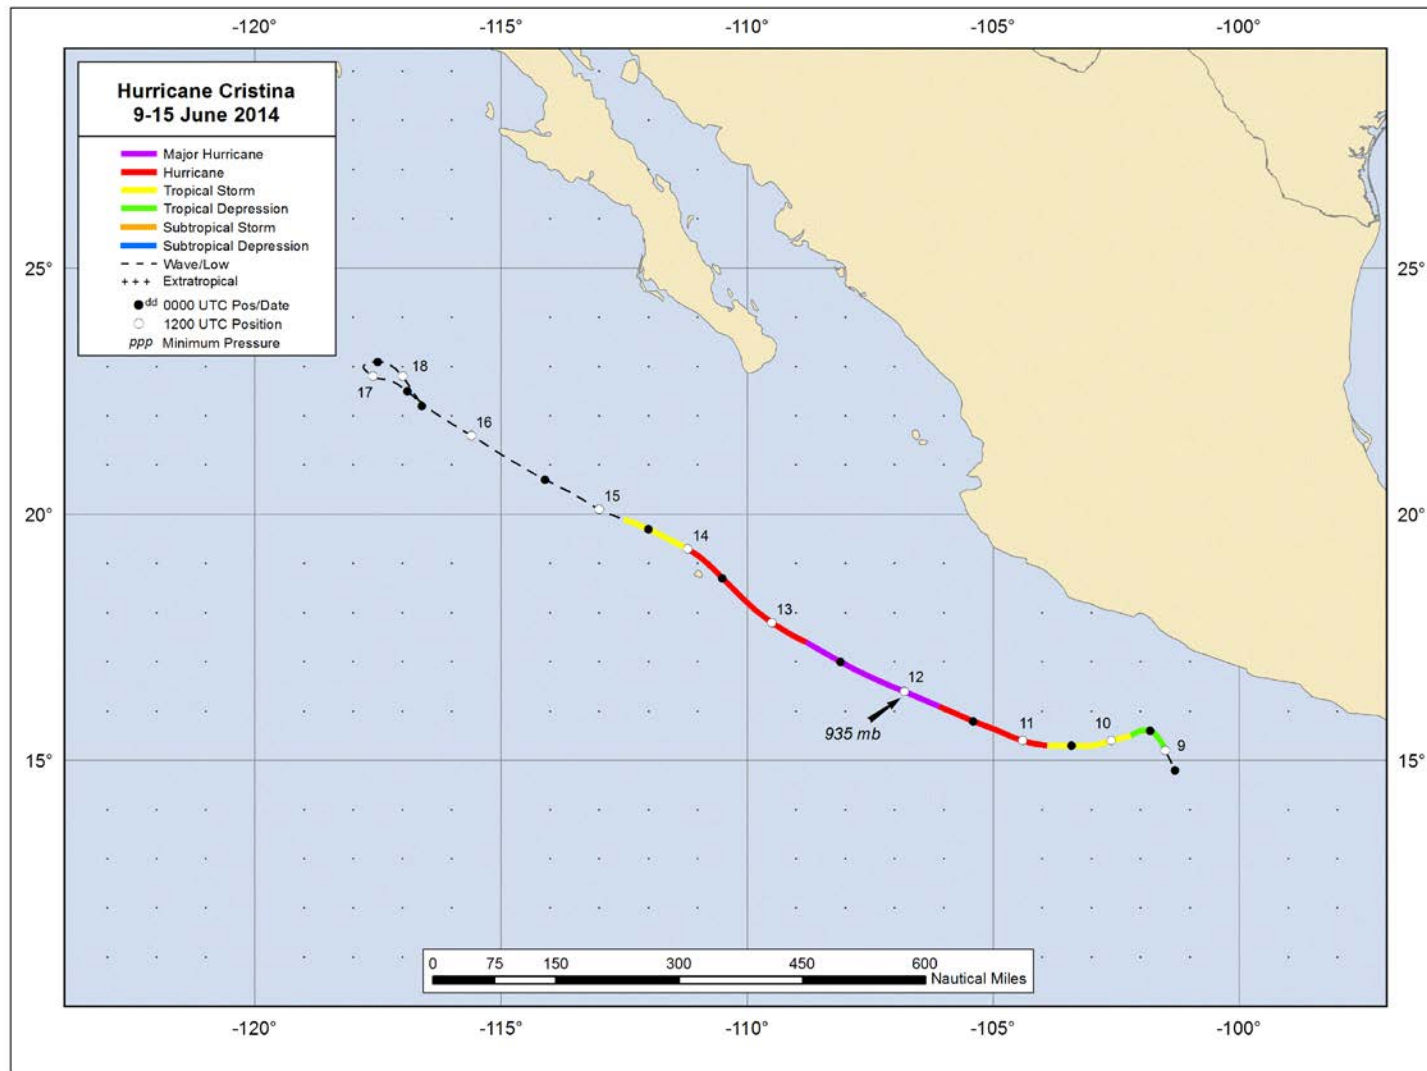 -120° -115° -110° -105° -100°
Hurricane Cristina
9-15 June 2014
Major Hurricane
Hurricane
Tropical Storm
Tropical Depression
Subtropical Storm
Subtropical Depression
Wave/Low
+++ Extratropical
dd 0000 UTC Pos/Date
1200 UTC Position
ppp Minimum Pressure
25° 25°
18
17
16
15
20° 20°
14
13
12
935 mb
11 10 9
15° 15°
0 75 150 300 450 600
Nautical Miles
-120° -115° -110° -105° -100°